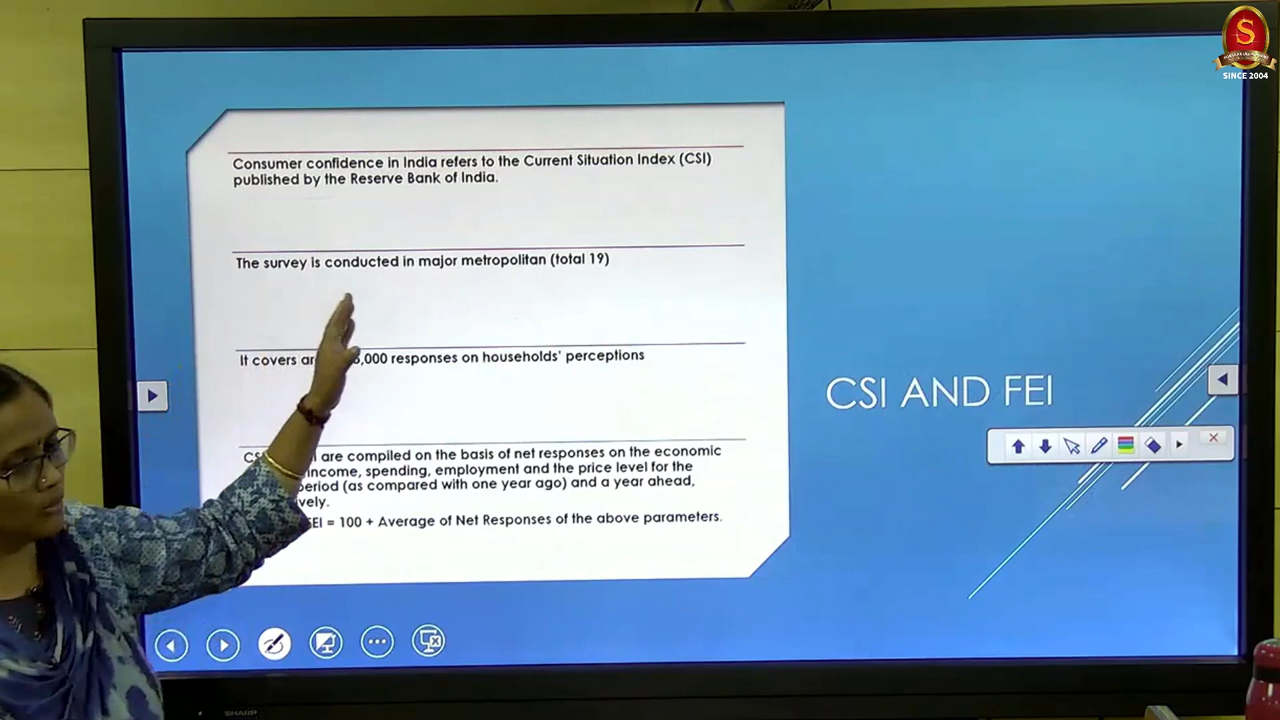 S
SINCE 2004
Consumer confidence in India refers to the Current Situation Index (CSI)
published by the Reserve Bank of India.
The survey is conducted in major metropolitan (total 19)
It covers ,000 responses on households' perceptions
are compiled on the basis of net responses on the economic
income, spending, employment and the price level for the
period (as compared with one year ago) and a year ahead,
= 100 + Average of Net Responses of the above parameters.
CSI AND FEI
SHARP